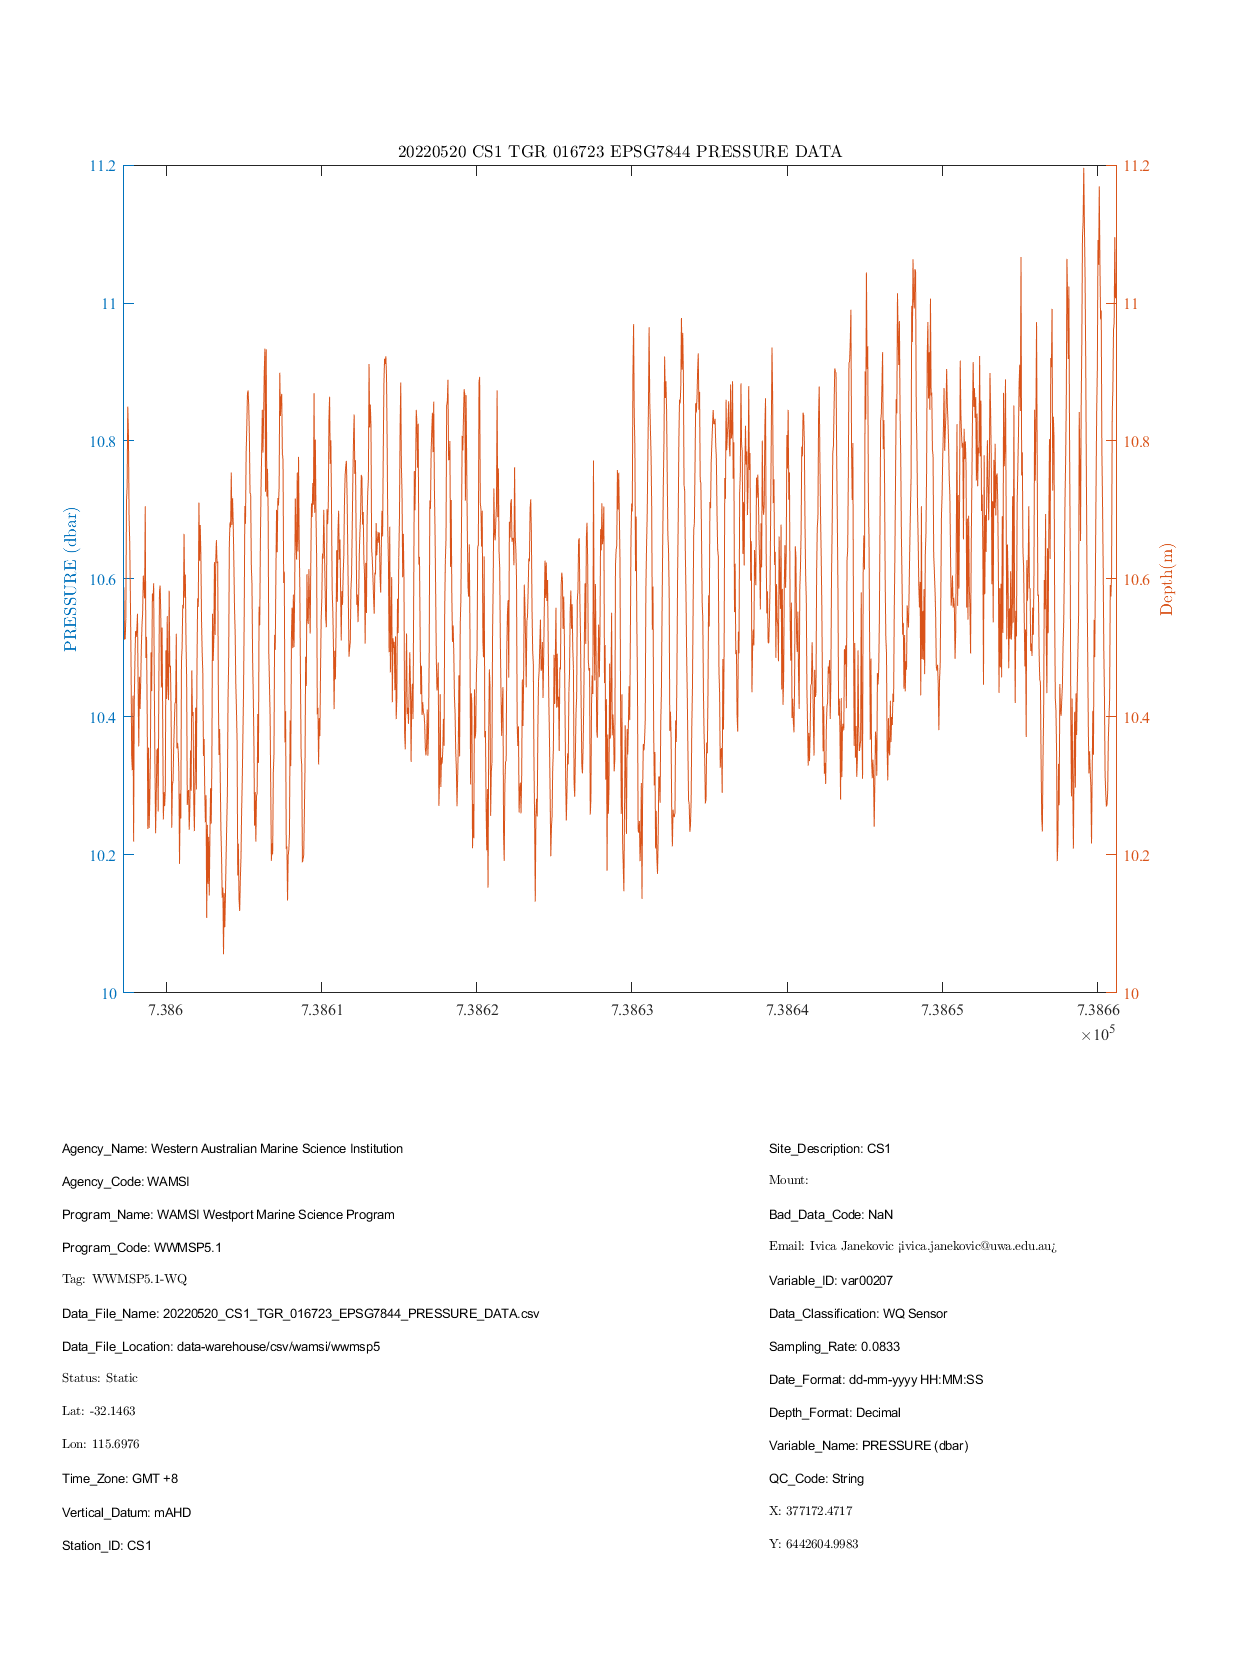 20220520 CS1 TGR 016723 EPSG7844 PRESSURE DATA
11.2
11
10.8
10.6
10.4
10.2
10
PRESSURE (dbar)
11.2
11
10.8
10.6
10.4
10.2
10
Depth(m)
7.386 7.3861 7.3862 7.3863 7.3864 7.3865 7.3866
×10^5
Agency_Name: Western Australian Marine Science Institution
Agency_Code: WAMSI
Program_Name: WAMSI Westport Marine Science Program
Program_Code: WWMSP5.1
Tag: WWMSP5.1-WQ
Data_File_Name: 20220520_CS1_TGR_016723_EPSG7844_PRESSURE_DATA.csv
Data_File_Location: data-warehouse/csv/wamsi/wwmsp5
Status: Static
Lat: -32.1463
Lon: 115.6976
Time_Zone: GMT +8
Vertical_Datum: mAHD
Station_ID: CS1
Site_Description: CS1
Mount:
Bad_Data_Code: NaN
Email: Ivica Janekovic ¡ivica.janekovic@uwa.edu.au¿
Variable_ID: var00207
Data_Classification: WQ Sensor
Sampling_Rate: 0.0833
Date_Format: dd-mm-yyyy HH:MM:SS
Depth_Format: Decimal
Variable_Name: PRESSURE (dbar)
QC_Code: String
X: 377172.4717
Y: 6442604.9983